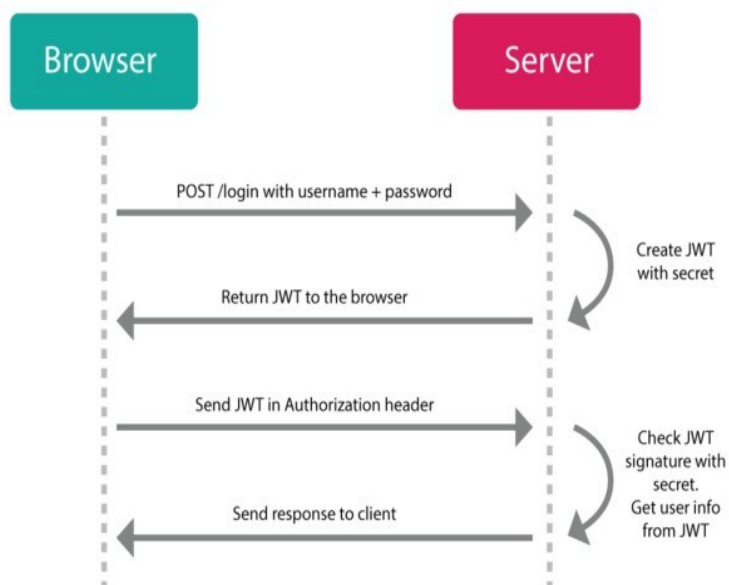 Browser
Server
POST /login with username + password
Create JWT
with secret
Return JWT to the browser
Send JWT in Authorization header
Check JWT
signature with
secret.
Get user info
from JWT
Send response to client